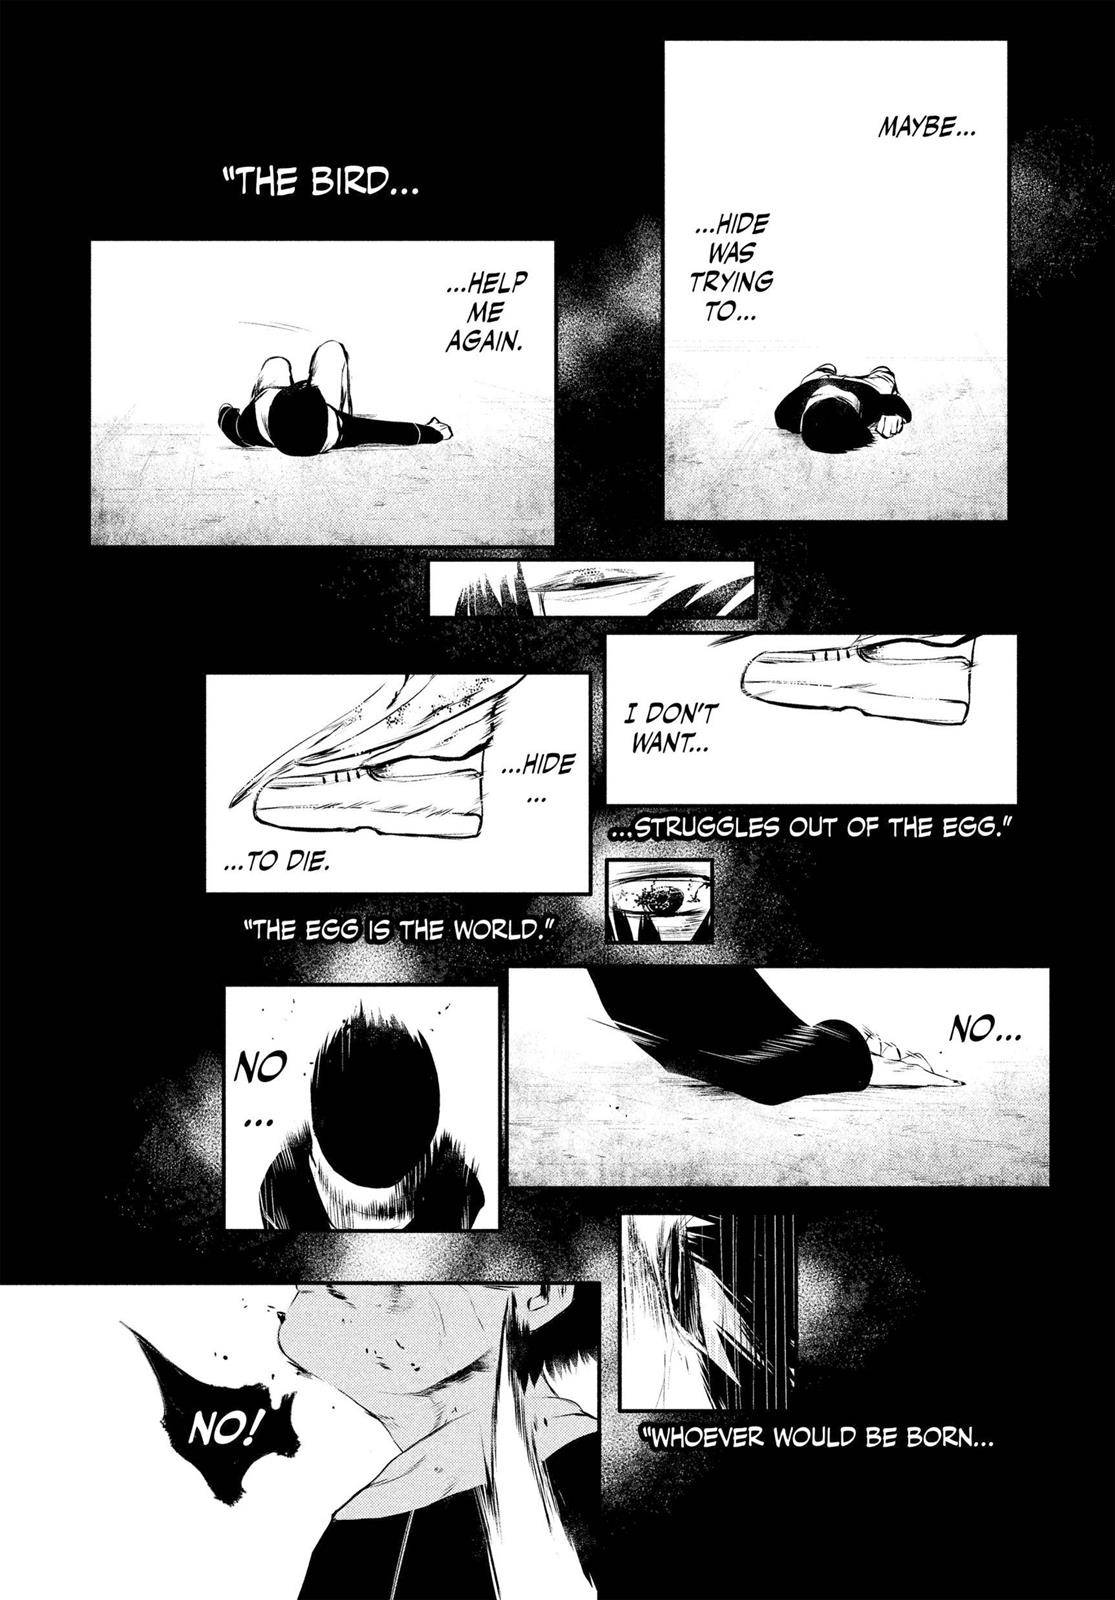 MAYBE...
...HIDE
WAS
TRYING
TO...
"THE BIRD...
...HELP
ME
AGAIN.
I DON'T
WANT...
...HIDE
...
...TO DIE.
...STRUGGLES OUT OF THE EGG."
"THE EGG IS THE WORLD."
NO...
NO
...
"WHOEVER WOULD BE BORN...
NO!